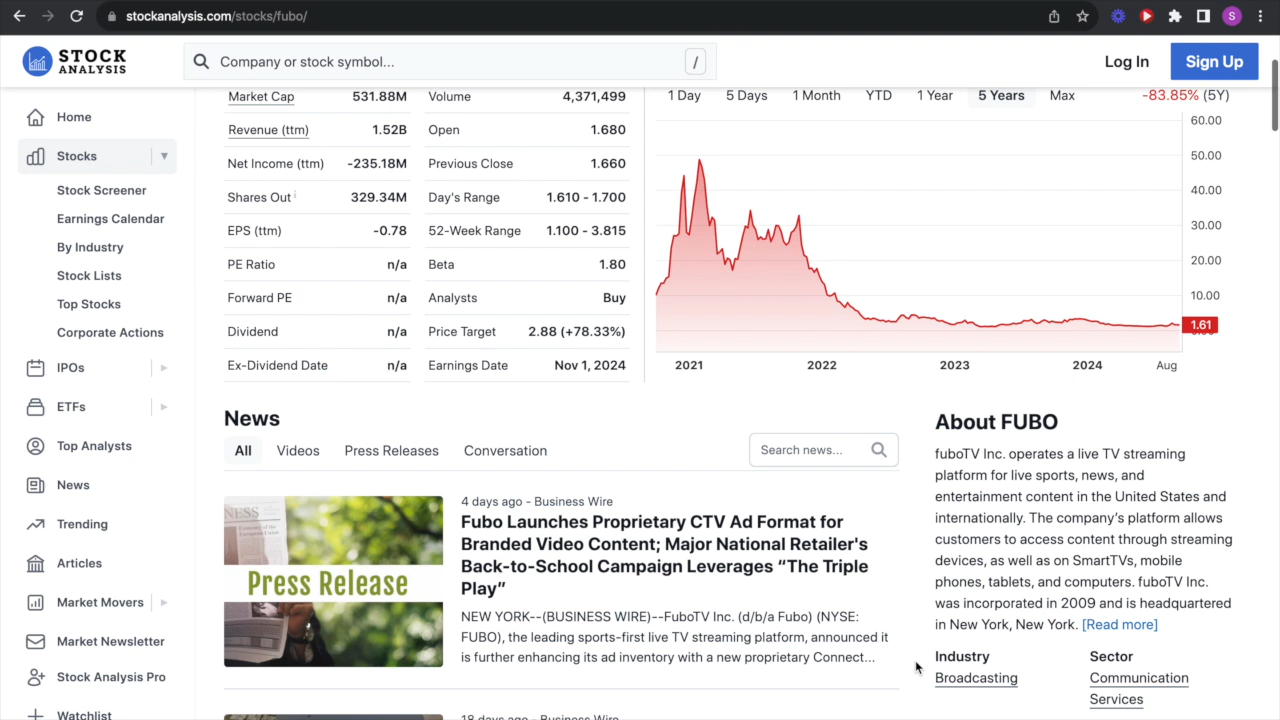 stockanalysis.com/stocks/fubo/
S
STOCK
ANALYSIS
Company or stock symbol...
/
Log In
Sign Up
Home
Stocks
Stock Screener
Earnings Calendar
By Industry
Stock Lists
Top Stocks
Corporate Actions
IPOs
ETFs
Top Analysts
News
Trending
Articles
Market Movers
Market Newsletter
Stock Analysis Pro
Watchlist
Market Cap 531.88M
Revenue (ttm) 1.52B
Net Income (ttm) -235.18M
Shares Out i 329.34M
EPS (ttm) -0.78
PE Ratio n/a
Forward PE n/a
Dividend n/a
Ex-Dividend Date n/a
Volume 4,371,499
Open 1.680
Previous Close 1.660
Day's Range 1.610 - 1.700
52-Week Range 1.100 - 3.815
Beta 1.80
Analysts Buy
Price Target 2.88 (+78.33%)
Earnings Date Nov 1, 2024
1 Day 5 Days 1 Month YTD 1 Year 5 Years Max -83.85% (5Y)
60.00
50.00
40.00
30.00
20.00
10.00
1.61
2021 2022 2023 2024 Aug
News
All Videos Press Releases Conversation
Search news...
Press Release
4 days ago - Business Wire
Fubo Launches Proprietary CTV Ad Format for
Branded Video Content; Major National Retailer's
Back-to-School Campaign Leverages “The Triple
Play”
NEW YORK--(BUSINESS WIRE)--FuboTV Inc. (d/b/a Fubo) (NYSE:
FUBO), the leading sports-first live TV streaming platform, announced it
is further enhancing its ad inventory with a new proprietary Connect...
18 days ago - Business Wire
About FUBO
fuboTV Inc. operates a live TV streaming
platform for live sports, news, and
entertainment content in the United States and
internationally. The company's platform allows
customers to access content through streaming
devices, as well as on SmartTVs, mobile
phones, tablets, and computers. fuboTV Inc.
was incorporated in 2009 and is headquartered
in New York, New York. [Read more]
Industry
Broadcasting
Sector
Communication
Services